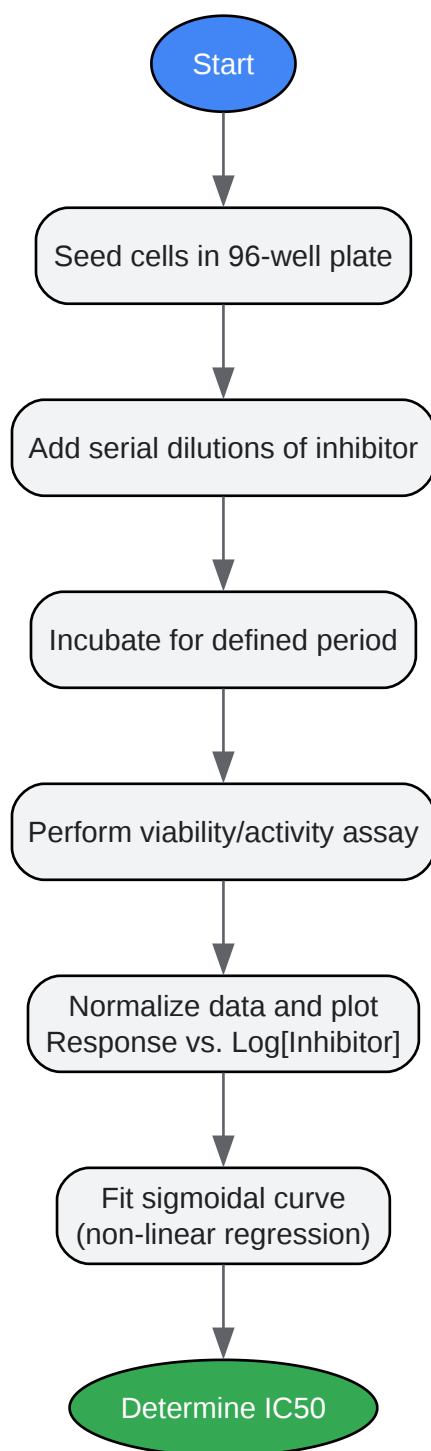 Start
Seed cells in 96-well plate
Add serial dilutions of inhibitor
Incubate for defined period
Perform viability/activity assay
Normalize data and plot
Response vs. Log[Inhibitor]
Fit sigmoidal curve
(non-linear regression)
Determine IC50